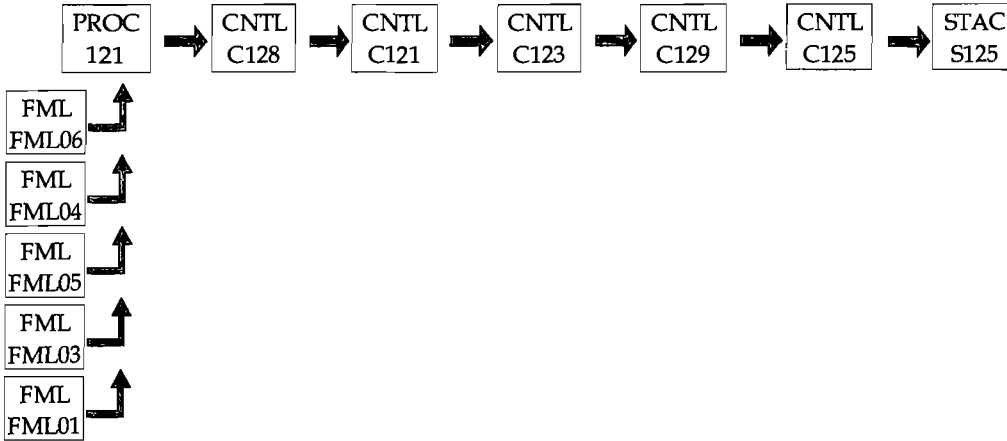 PROC
121
CNTL
C128
CNTL
C121
CNTL
C123
CNTL
C129
CNTL
C125
STAC
S125
FML
FML06
FML
FML04
FML
FML05
FML
FML03
FML
FML01